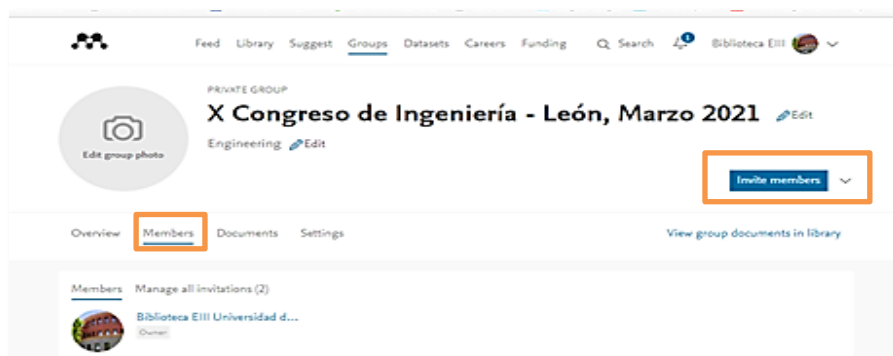 Feed Library Suggest Groups Datasets Careers Funding Search 1 Biblioteca EIII
PRIVATE GROUP
X Congreso de Ingeniería - León, Marzo 2021 Edit
Edit group photo
Engineering Edit
Invite members
Overview Members Documents Settings View group documents in library
Members Manage all invitations (2)
Biblioteca EIII Universidad d...
Owner